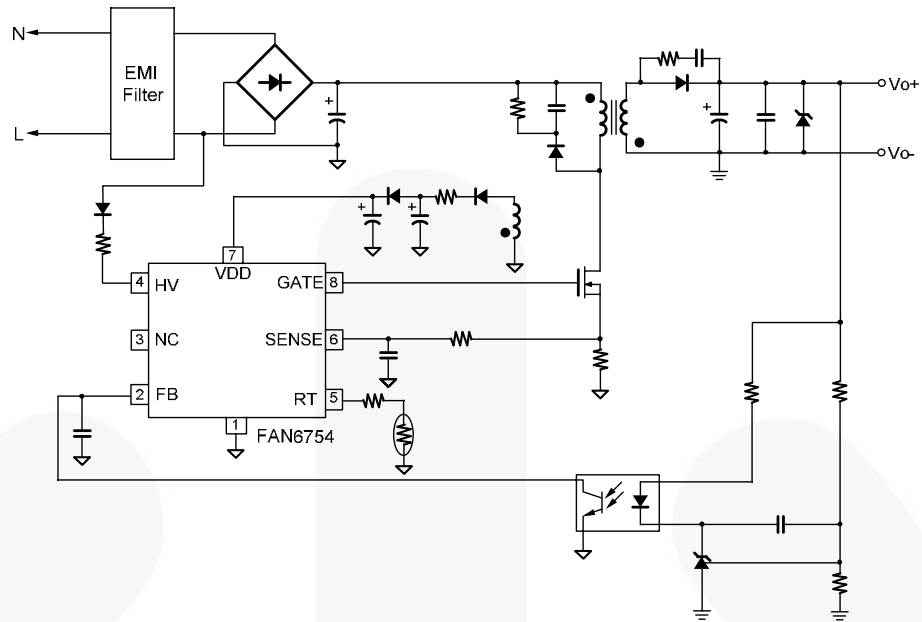 N
EMI
Filter
L
+
+
Vo+
Vo-
+
+
7
VDD
4
HV
GATE
8
3
NC
SENSE
6
2
FB
RT
5
1
FAN6754